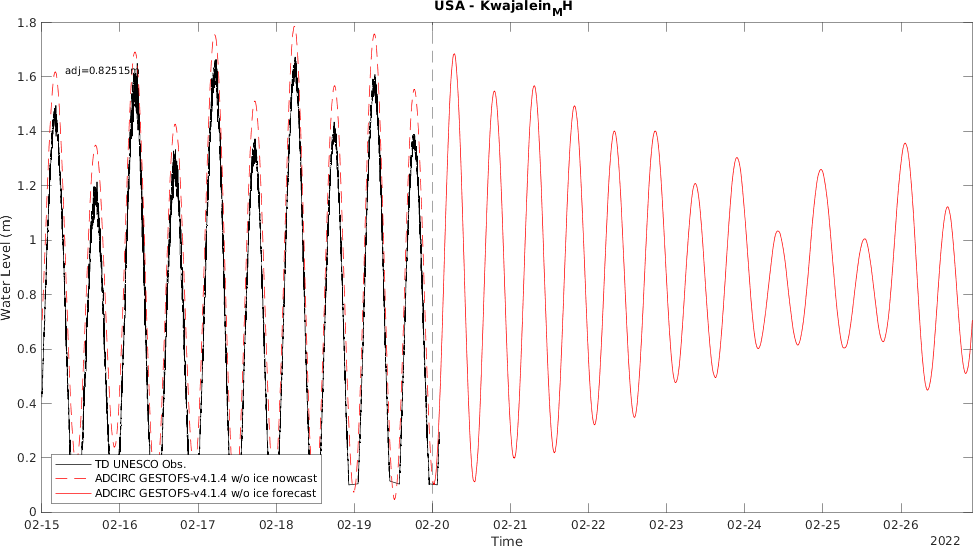 USA - Kwajalein_MH
1.8
1.6
1.4
1.2
1
0.8
0.6
0.4
0.2
0
Water Level (m)
adj=0.82515m
TD UNESCO Obs.
ADCIRC GESTOFS-v4.1.4 w/o ice nowcast
ADCIRC GESTOFS-v4.1.4 w/o ice forecast
02-15 02-16 02-17 02-18 02-19 02-20 02-21 02-22 02-23 02-24 02-25 02-26
Time
2022